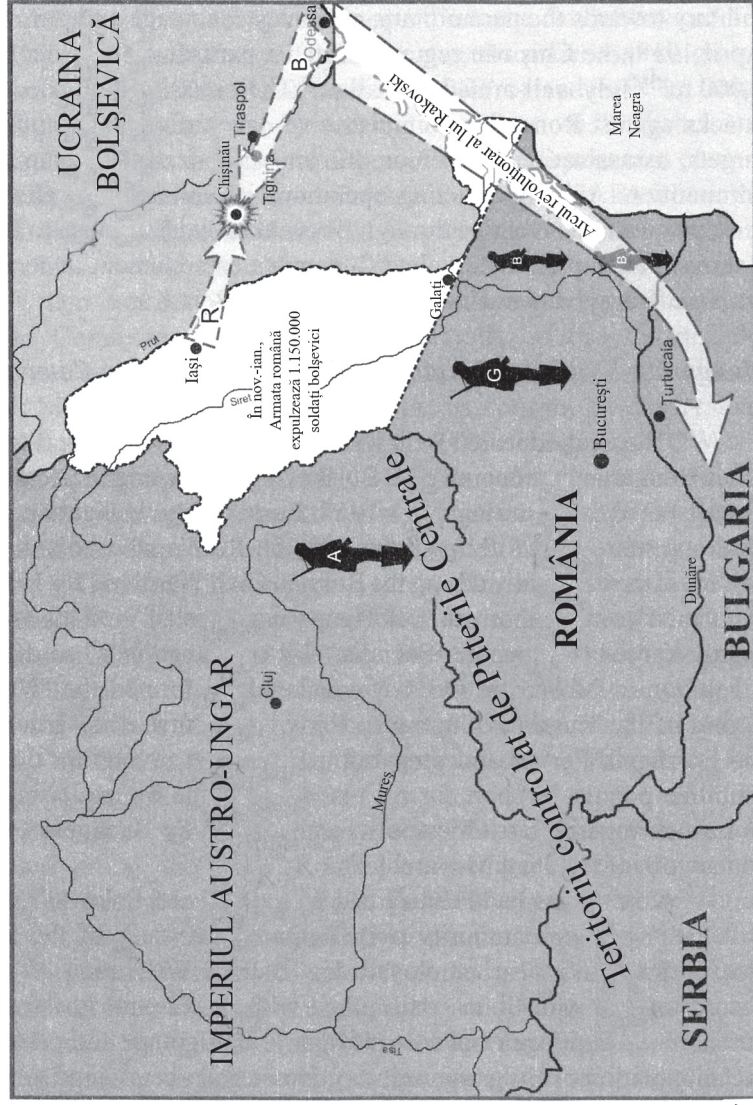 UCRAINA
BOLȘEVICĂ
IMPERIUL AUSTRO-UNGAR
Odessa
B
Tiraspol
Tighina
Chișinău
R
Prut
Iași
Siret
În nov.-ian.,
Armata română
expulzează 1.150.000
soldați bolșevici
Arcul revoluționar al lui Rakovski
Marea
Neagră
Galați
B
B
G
A
Cluj
Mureș
Tisa
Teritoriu controlat de Puterile Centrale
București
ROMÂNIA
Turtucaia
Dunăre
SERBIA
BULGARIA